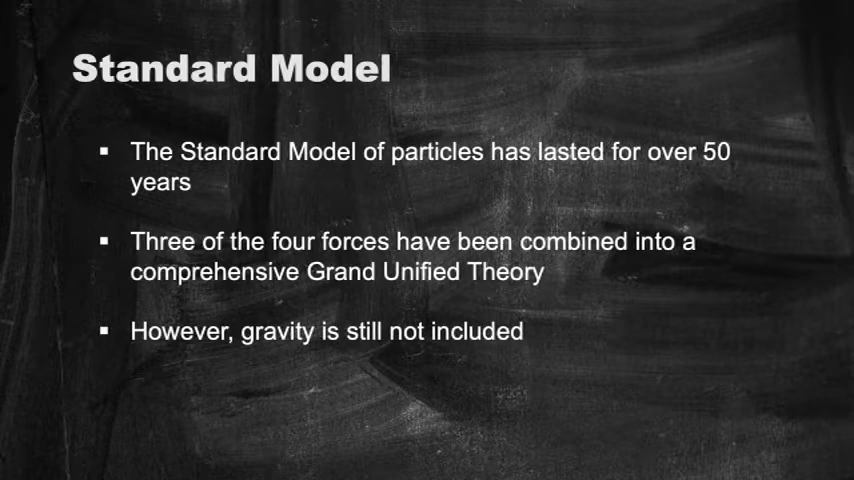 Standard Model
▪ The Standard Model of particles has lasted for over 50
years
▪ Three of the four forces have been combined into a
comprehensive Grand Unified Theory
▪ However, gravity is still not included